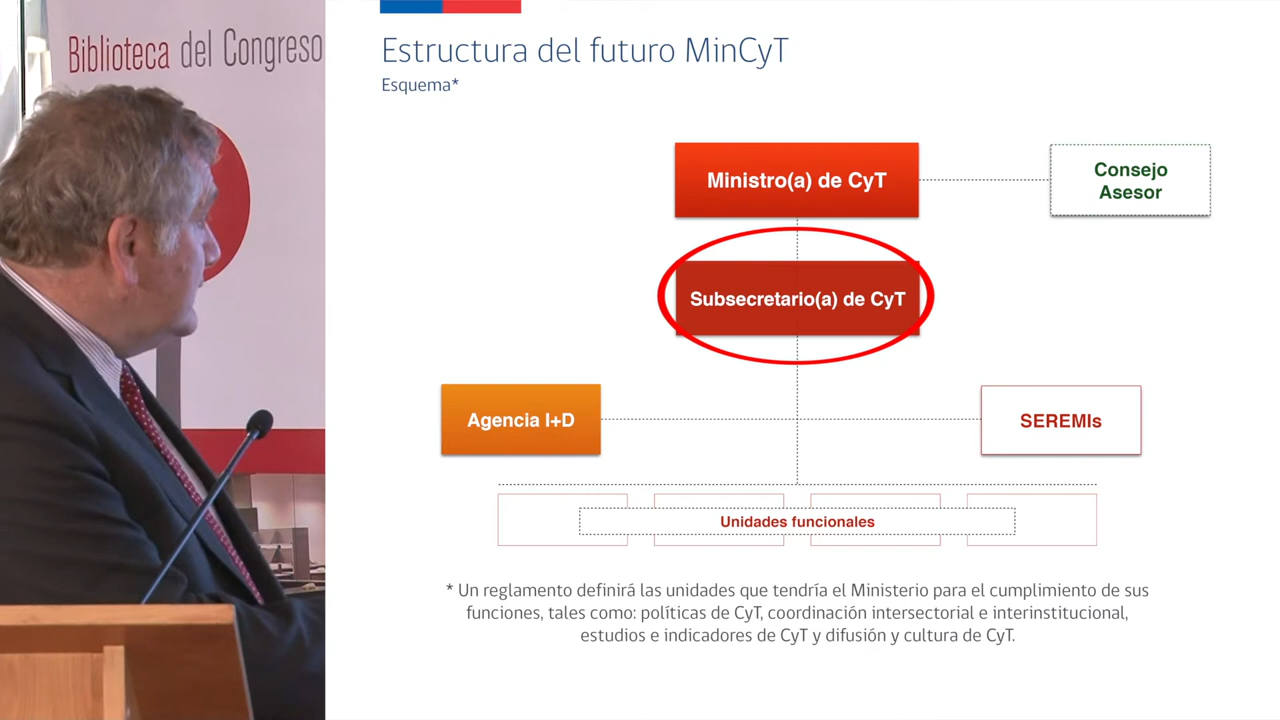 Biblioteca del Congreso
Estructura del futuro MinCyT
Esquema*
Ministro(a) de CyT
Consejo
Asesor
Subsecretario(a) de CyT
Agencia I+D
SEREMIs
Unidades funcionales
* Un reglamento definirá las unidades que tendría el Ministerio para el cumplimiento de sus
funciones, tales como: políticas de CyT, coordinación intersectorial e interinstitucional,
estudios e indicadores de CyT y difusión y cultura de CyT.